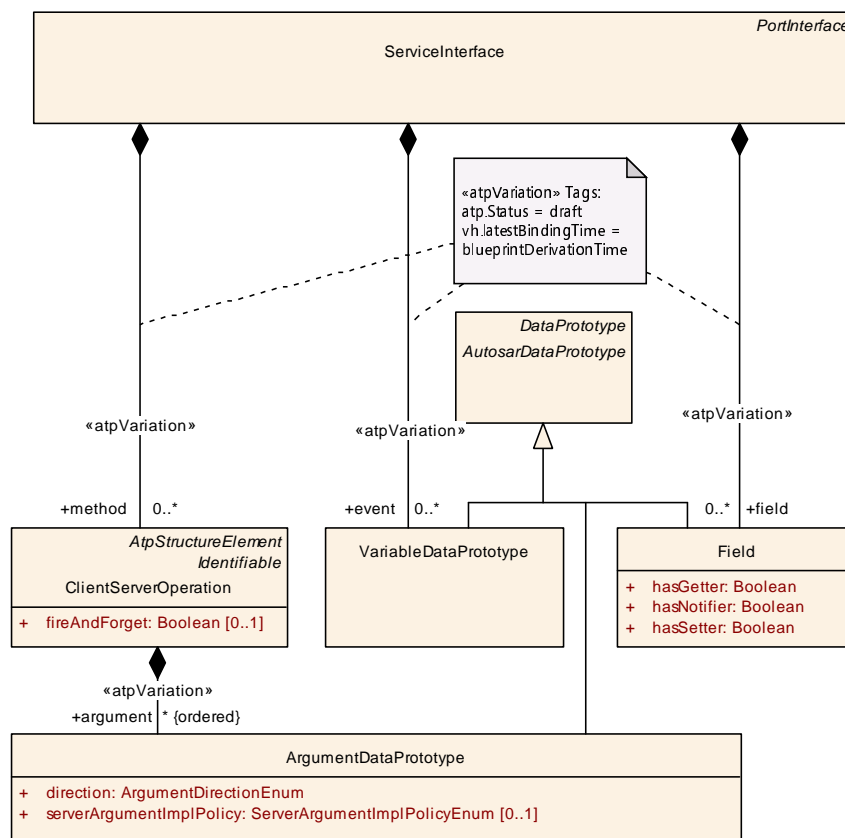 PortInterface
ServiceInterface
«atpVariation» Tags:
atp.Status = draft
vh.latestBindingTime =
blueprintDerivationTime
DataPrototype
AutosarDataPrototype
«atpVariation»
«atpVariation»
«atpVariation»
+method 0..*
+event 0..*
0..* +field
AtpStructureElement
Identifiable
ClientServerOperation
+ fireAndForget: Boolean [0..1]
VariableDataPrototype
Field
+ hasGetter: Boolean
+ hasNotifier: Boolean
+ hasSetter: Boolean
«atpVariation»
+argument * {ordered}
ArgumentDataPrototype
+ direction: ArgumentDirectionEnum
+ serverArgumentImplPolicy: ServerArgumentImplPolicyEnum [0..1]